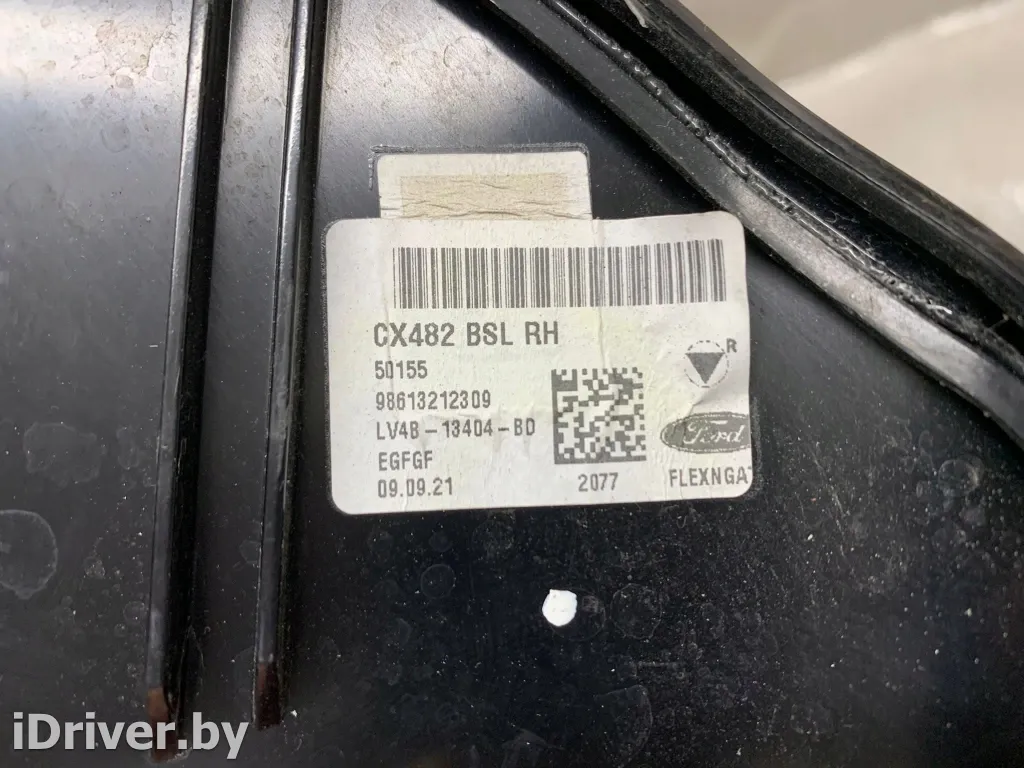 CX482 BSL RH
50155
98613212309
LV4B-13404-BD
EGFGF
09.09.21
2077
R
Ford
FLEXNGA
iDriver.by